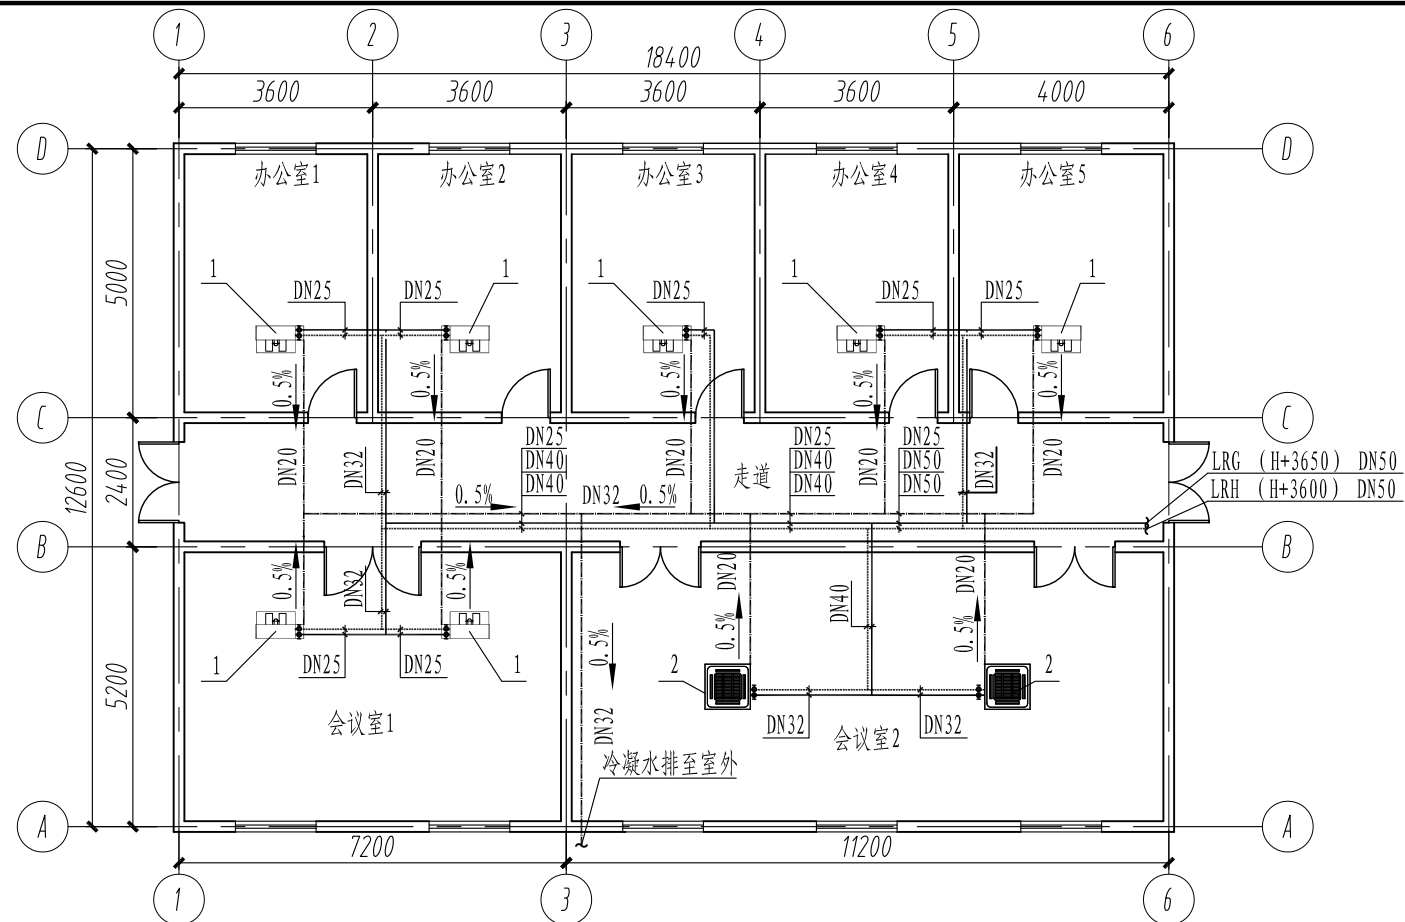 1 2 3 4 5 6
18400
3600 3600 3600 3600 4000
D D
办公室1 办公室2 办公室3 办公室4 办公室5
5000
1 1 1 1 1
DN25 DN25 DN25 DN25 DN25
0.5% 0.5% 0.5% 0.5% 0.5%
C C
12600
2400
DN20 DN32 DN20 DN20 DN20 DN32 DN20
DN25 DN25 DN25
DN40 DN40 DN50
DN40 DN40 DN50
走道
LRG (H+3650) DN50
LRH (H+3600) DN50
0.5% DN32 0.5%
B B
0.5% DN32 0.5% DN20 DN40 DN20
0.5% 0.5% 0.5%
5200
1 DN25 DN25 1 2 2
DN32
DN32 DN32
会议室1 会议室2
冷凝水排至室外
A A
7200 11200
1 3 6